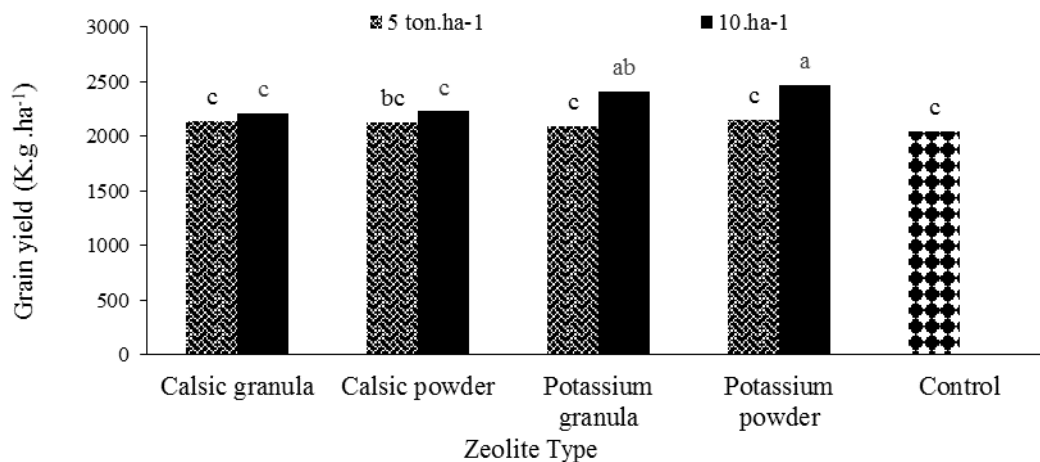 5 ton.ha-1 10.ha-1
Grain yield (K.g .ha-1)
3000
2500
2000
1500
1000
500
0
c c bc c c ab c a c
Calsic granula Calsic powder Potassium granula Potassium powder Control
Zeolite Type